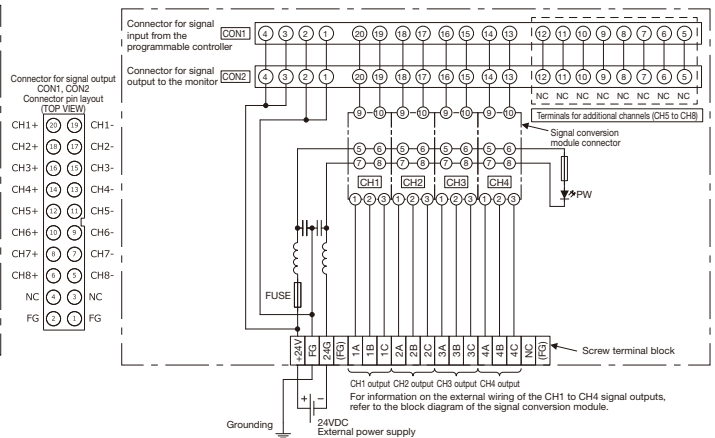 Connector for signal
input from the
programmable controller
CON1
4 3 2 1 20 19 18 17 16 15 14 13 12 11 10 9 8 7 6 5
Connector for signal
output to the monitor
CON2
4 3 2 1 20 19 18 17 16 15 14 13 12 11 10 9 8 7 6 5
NC NC NC NC NC NC NC NC
Terminals for additional channels (CH5 to CH8)
Connector for signal output
CON1, CON2
Connector pin layout
(TOP VIEW)
CH1+ 20 19 CH1-
CH2+ 18 17 CH2-
CH3+ 16 15 CH3-
CH4+ 14 13 CH4-
CH5+ 12 11 CH5-
CH6+ 10 9 CH6-
CH7+ 8 7 CH7-
CH8+ 6 5 CH8-
NC 4 3 NC
FG 2 1 FG
9 10 9 10 9 10 9 10
Signal conversion
module connector
5 6 5 6 5 6 5 6
7 8 7 8 7 8 7 8
CH1 CH2 CH3 CH4
PW
1 2 3 1 2 3 1 2 3 1 2 3
FUSE
+24V FG 24G (FG) 1A 1B 1C 2A 2B 2C 3A 3B 3C 4A 4B 4C NC (FG)
Screw terminal block
CH1 output CH2 output CH3 output CH4 output
For information on the external wiring of the CH1 to CH4 signal outputs,
refer to the block diagram of the signal conversion module.
+ −
Grounding
24VDC
External power supply